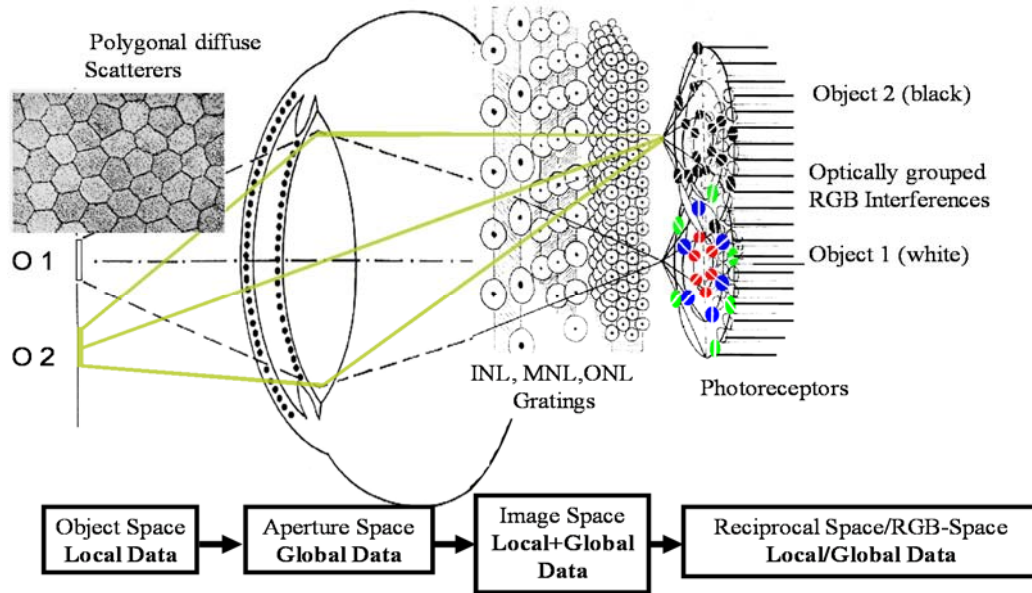 Polygonal diffuse
Scatterers
Object 2 (black)
Optically grouped
RGB Interferences
O 1
Object 1 (white)
O 2
INL, MNL,ONL
Gratings
Photoreceptors
Object Space
Local Data
Aperture Space
Global Data
Image Space
Local+Global
Data
Reciprocal Space/RGB-Space
Local/Global Data